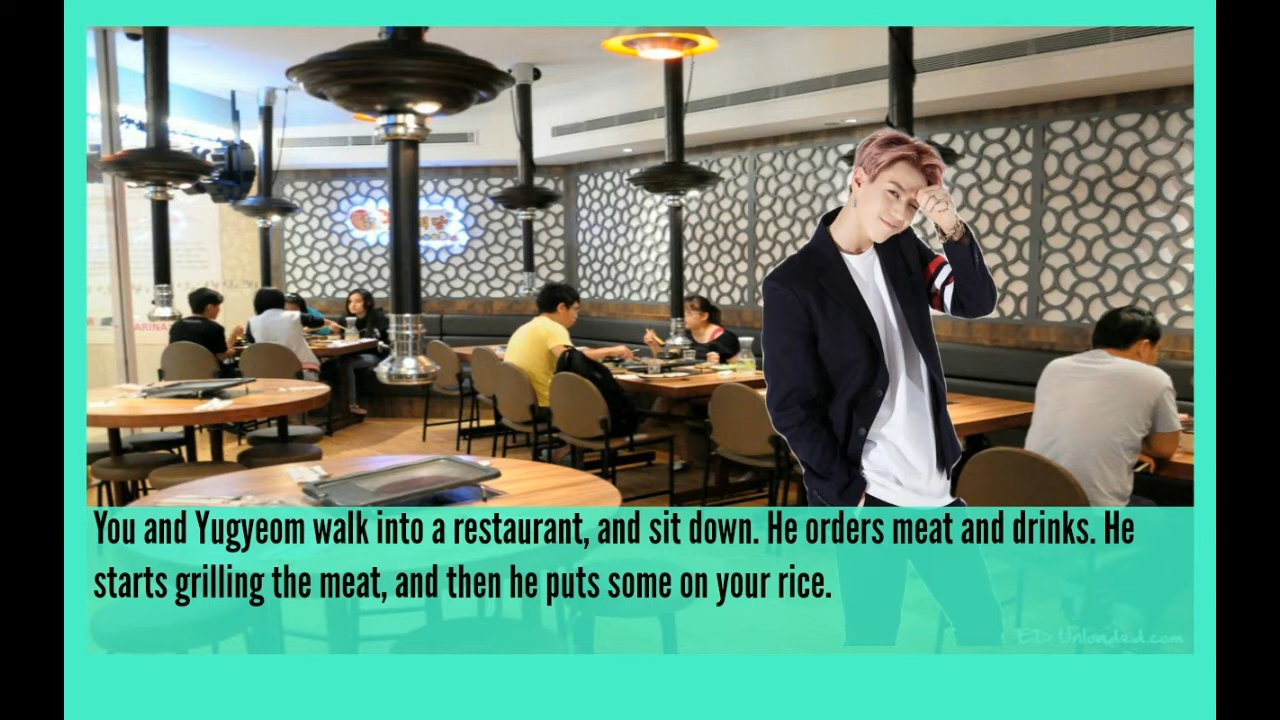 ARINA
You and Yugyeom walk into a restaurant, and sit down. He orders meat and drinks. He
starts grilling the meat, and then he puts some on your rice.